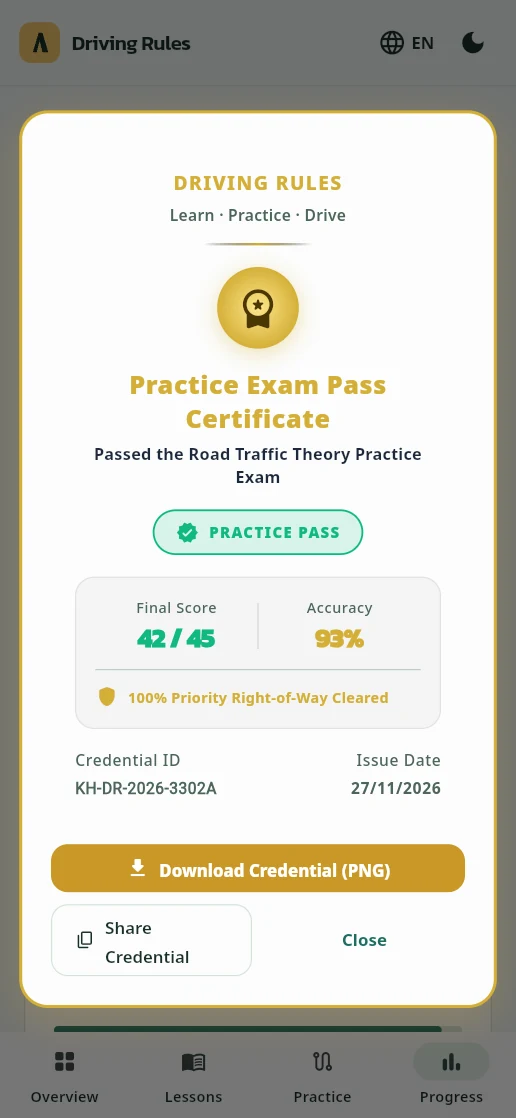 Driving Rules
EN
DRIVING RULES
Learn · Practice · Drive
Practice Exam Pass
Certificate
Passed the Road Traffic Theory Practice
Exam
PRACTICE PASS
Final Score
Accuracy
42 / 45
93%
100% Priority Right-of-Way Cleared
Credential ID
Issue Date
KH-DR-2026-3302A
27/11/2026
Download Credential (PNG)
Share
Credential
Close
Overview
Lessons
Practice
Progress